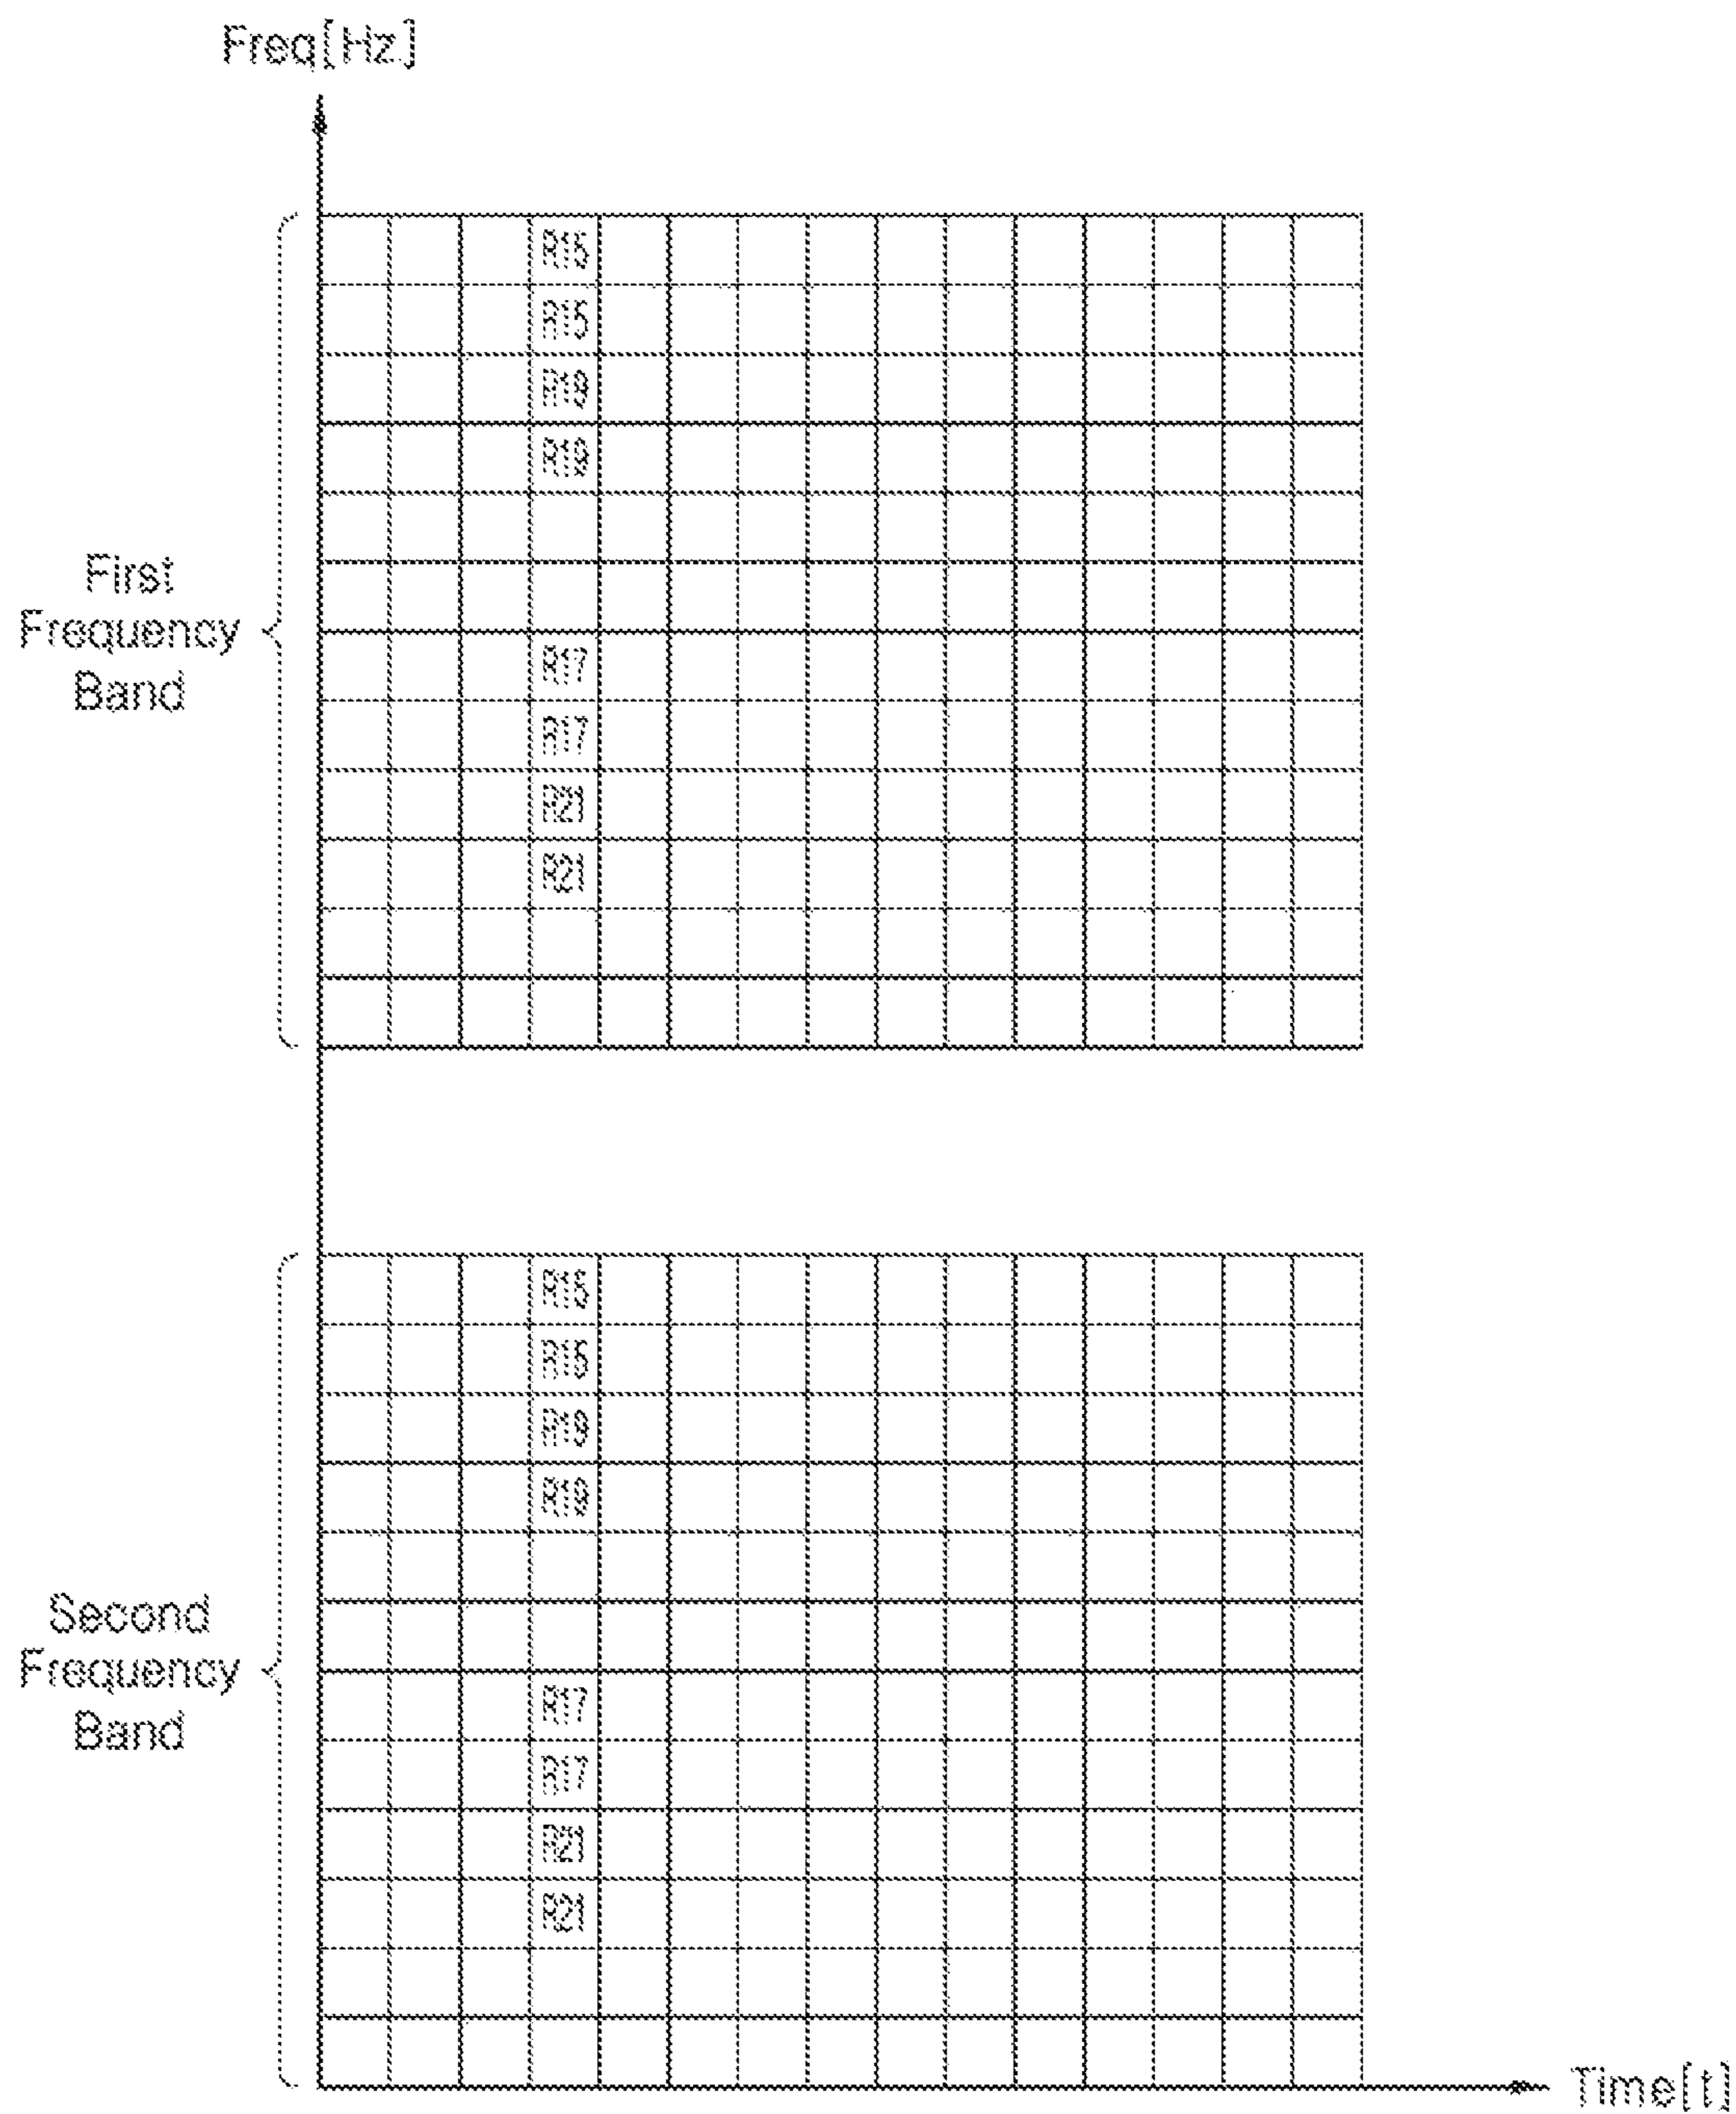 Freq[Hz]
R15
R15
R19
R19
First
Frequency
Band
R17
R17
R21
R21
R15
R15
R19
R19
Second
Frequency
Band
R17
R17
R21
R21
Time[t]